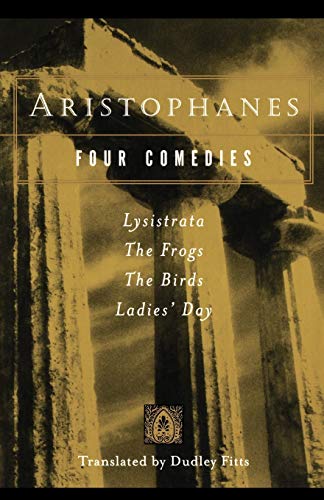 ARISTOPHANES
FOUR COMEDIES
Lysistrata
The Frogs
The Birds
Ladies' Day
Translated by Dudley Fitts